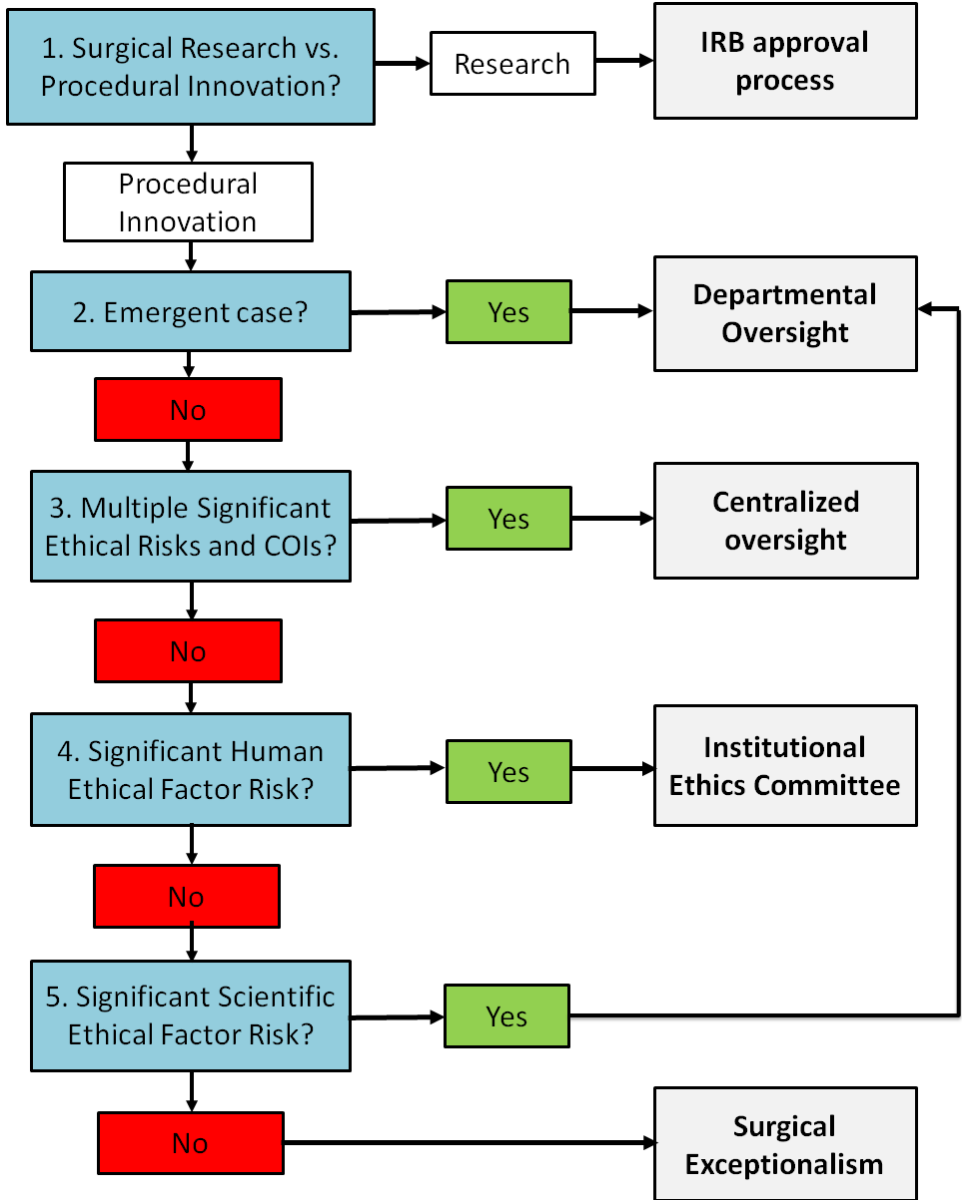 1. Surgical Research vs.
Procedural Innovation?
Research
IRB approval
process
Procedural
Innovation
2. Emergent case?
Yes
Departmental
Oversight
No
3. Multiple Significant
Ethical Risks and COIs?
Yes
Centralized
oversight
No
4. Significant Human
Ethical Factor Risk?
Yes
Institutional
Ethics Committee
No
5. Significant Scientific
Ethical Factor Risk?
Yes
No
Surgical
Exceptionalism